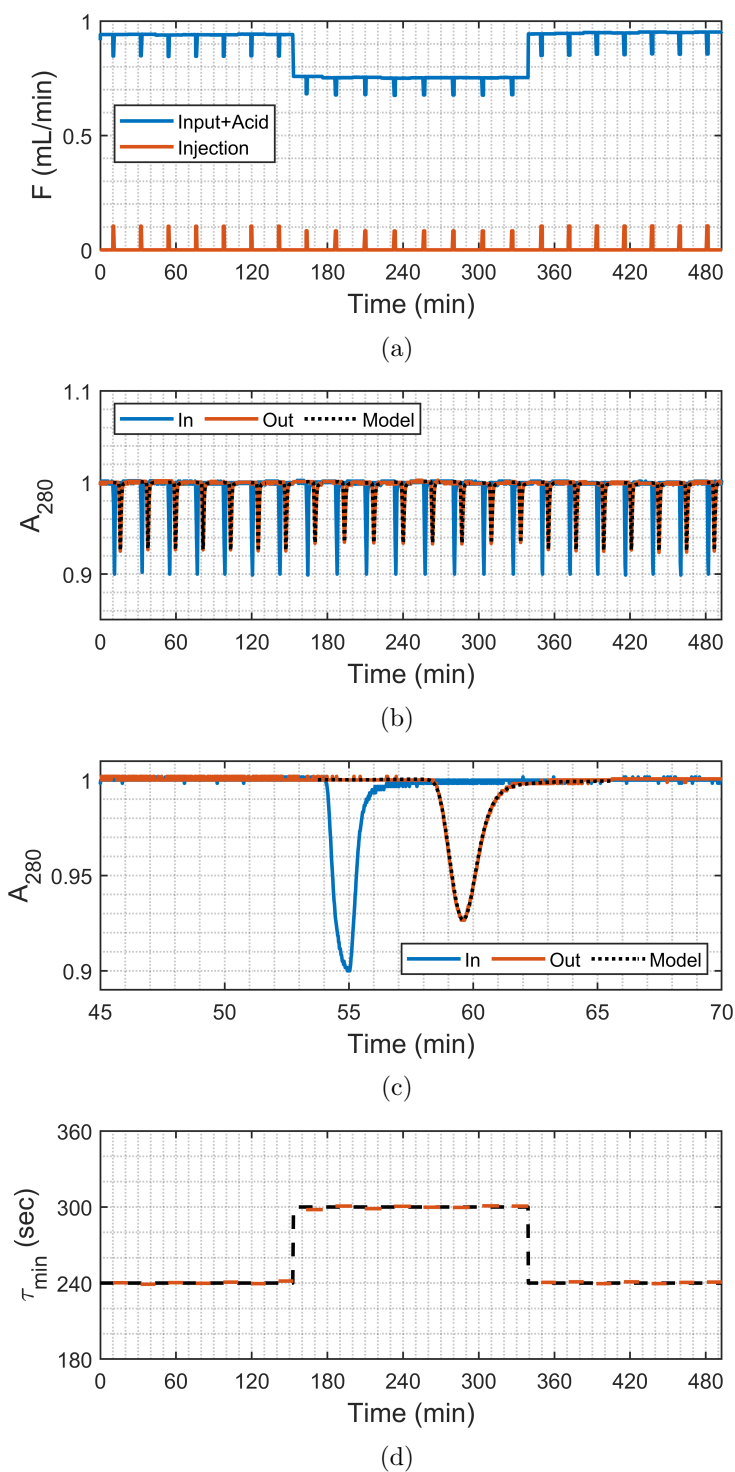 1
0.5
0
F (mL/min)
Input+Acid
Injection
0 60 120 180 240 300 360 420 480
Time (min)
(a)
1.1
1
0.9
A280
In Out Model
0 60 120 180 240 300 360 420 480
Time (min)
(b)
1
0.95
0.9
A280
In Out Model
45 50 55 60 65 70
Time (min)
(c)
360
300
240
180
τmin (sec)
0 60 120 180 240 300 360 420 480
Time (min)
(d)